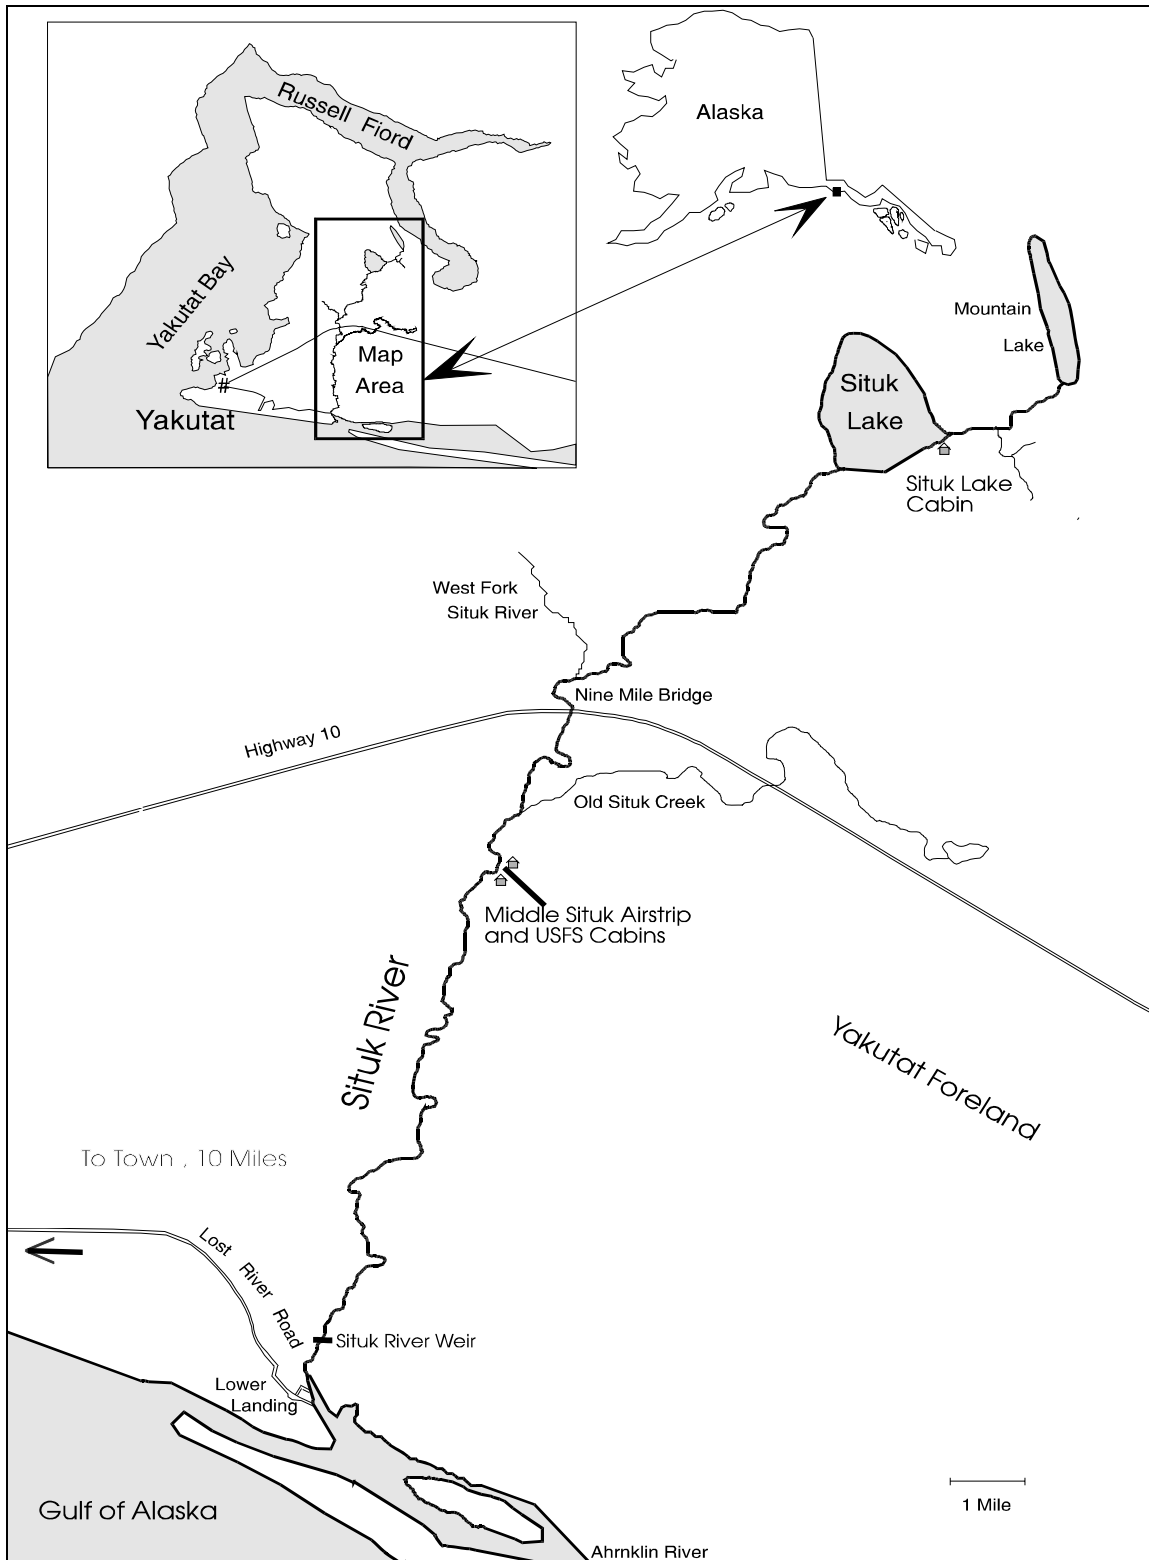 Russell Fiord
Alaska
Yakutat Bay
Map
Area
#
Yakutat
Mountain
Lake
Situk
Lake
Situk Lake
Cabin
West Fork
Situk River
Nine Mile Bridge
Highway 10
Old Situk Creek
Middle Situk Airstrip
and USFS Cabins
Situk River
Yakutat Foreland
To Town , 10 Miles
Lost River Road
Situk River Weir
Lower
Landing
Gulf of Alaska
1 Mile
Ahrnklin River